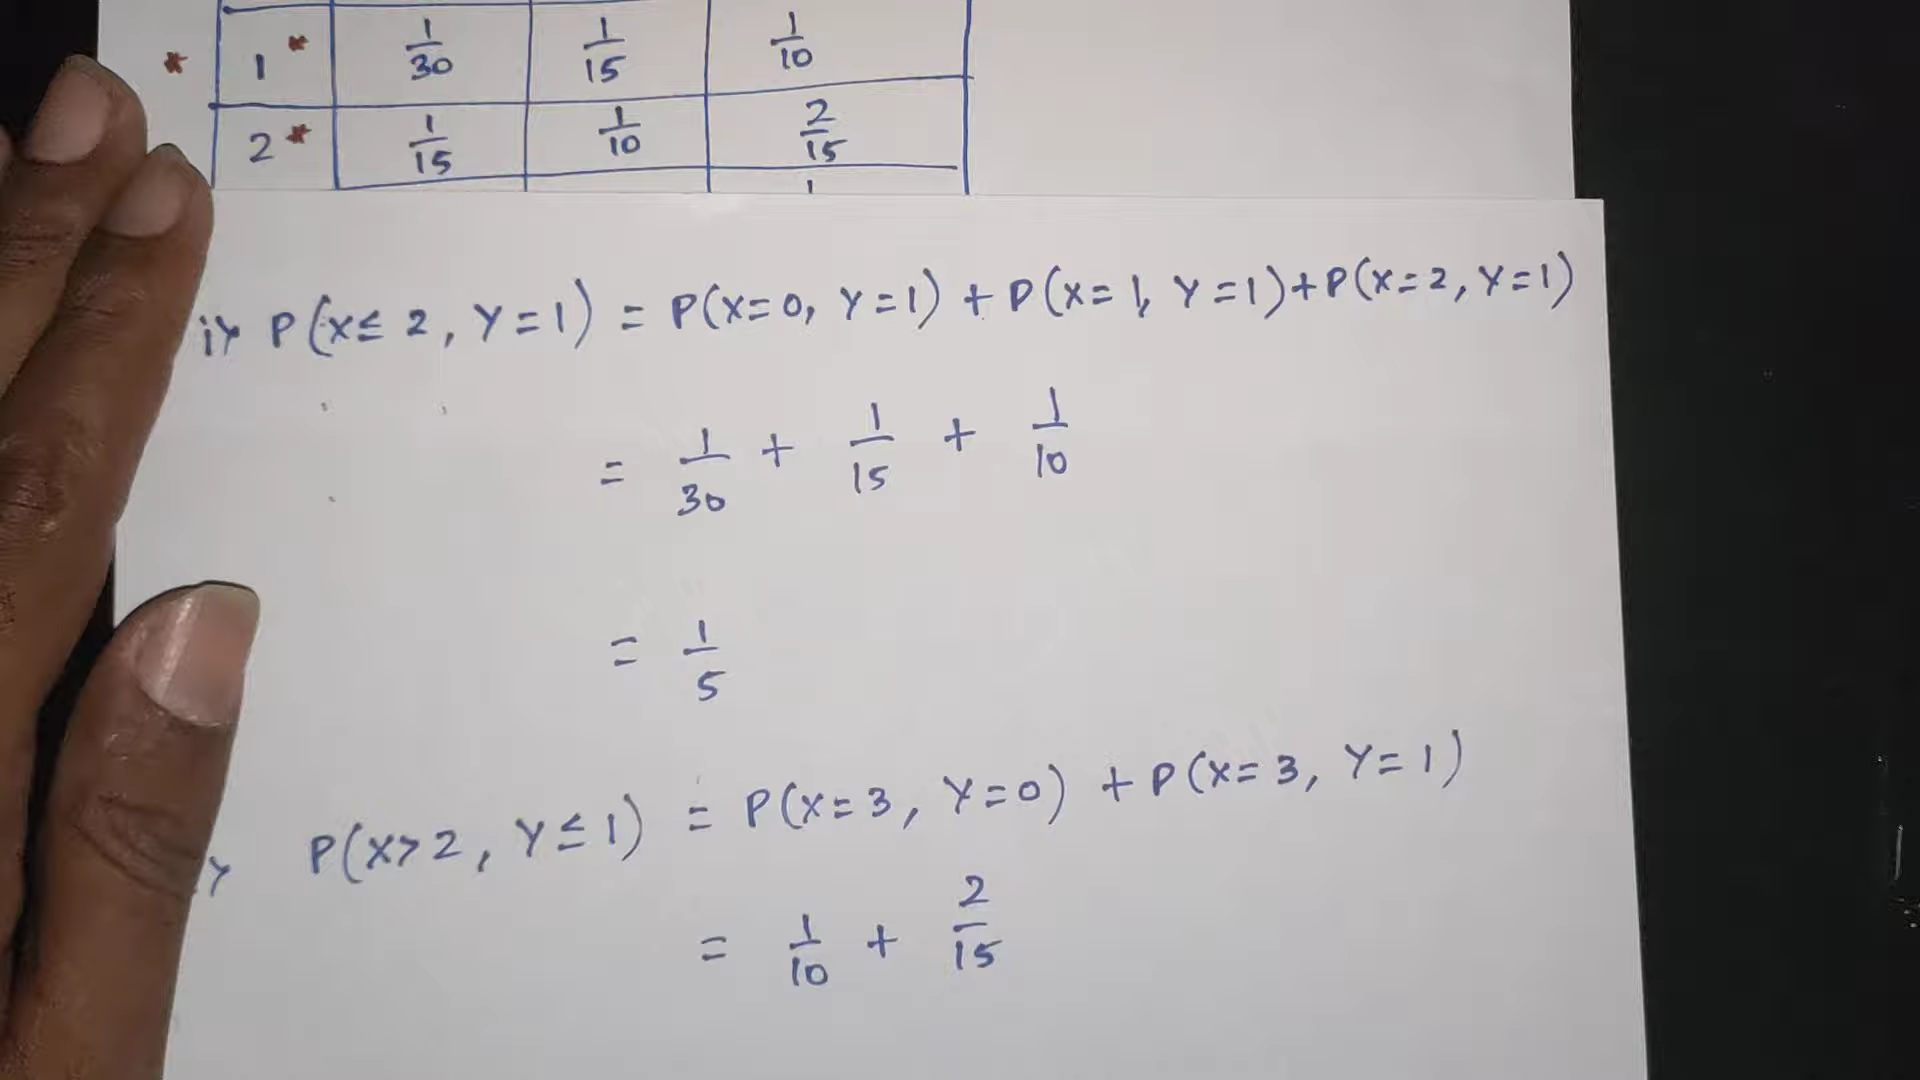 * 1* 1/30 1/15 1/10
2* 1/15 1/10 2/15
1
i> P(X≤ 2, Y=1) = P(X=0, Y=1) + P(X=1, Y=1)+P(X=2, Y=1)
= 1/30 + 1/15 + 1/10
= 1/5
> P(X>2, Y≤1) = P(X=3, Y=0) + P(X=3, Y=1)
= 1/10 + 2/15